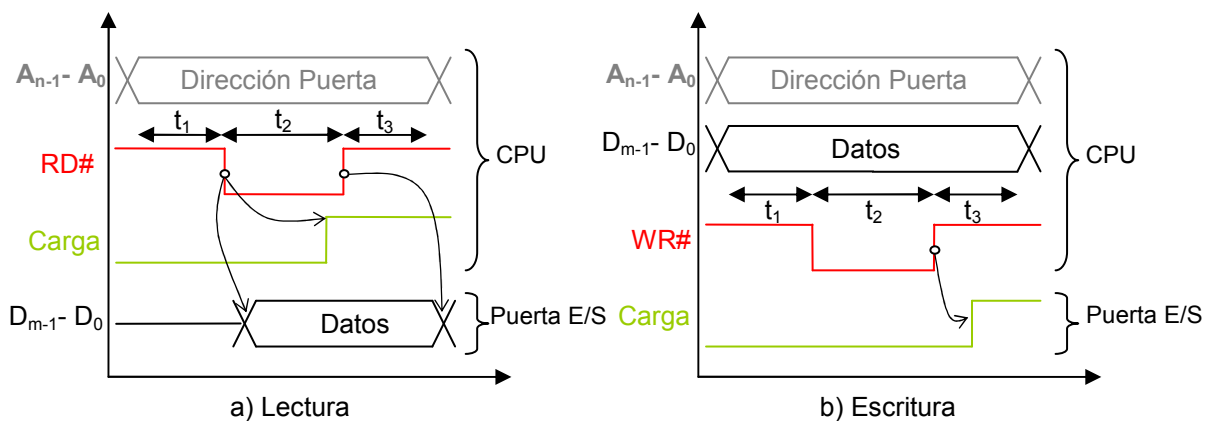 Aₙ₋₁- A₀
Dirección Puerta
t₁
t₂
t₃
RD#
CPU
Carga
Dₘ₋₁- D₀
Datos
Puerta E/S
a) Lectura
Aₙ₋₁- A₀
Dirección Puerta
Dₘ₋₁- D₀
Datos
CPU
t₁
t₂
t₃
WR#
Carga
Puerta E/S
b) Escritura